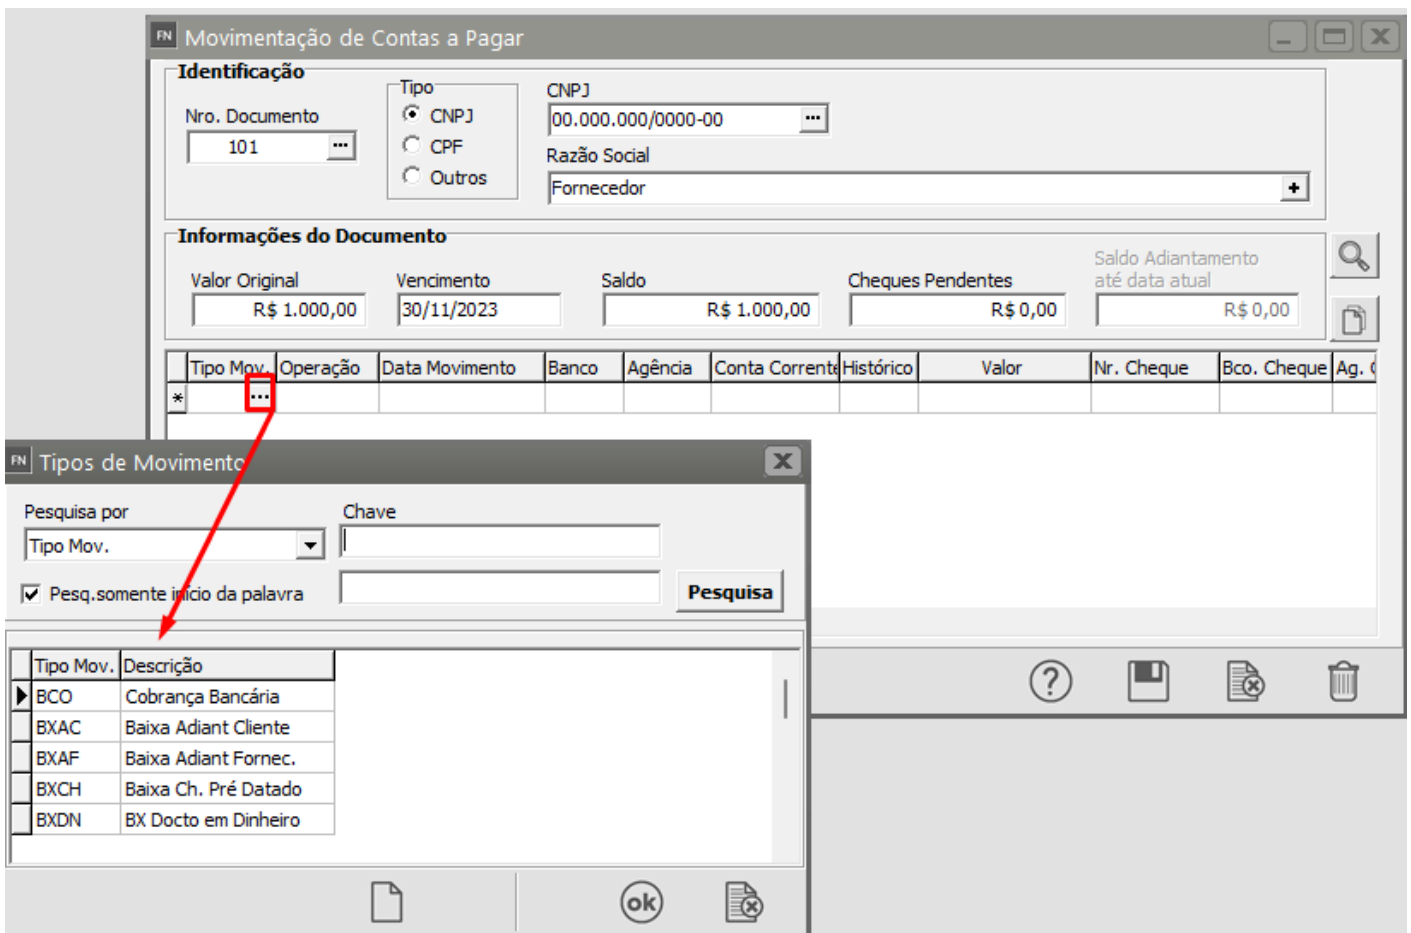 FN Movimentação de Contas a Pagar
Identificação
Nro. Documento
101 ...
Tipo
CNPJ
CPF
Outros
CNPJ
00.000.000/0000-00 ...
Razão Social
Fornecedor +
Informações do Documento
Valor Original Vencimento Saldo Cheques Pendentes Saldo Adiantamento
até data atual
R$ 1.000,00 30/11/2023 R$ 1.000,00 R$ 0,00 R$ 0,00
Tipo Mov. Operação Data Movimento Banco Agência Conta Corrente Histórico Valor Nr. Cheque Bco. Cheque Ag.
* ...
FN Tipos de Movimento
Pesquisa por Chave
Tipo Mov.
Pesq.somente início da palavra Pesquisa
Tipo Mov. Descrição
BCO Cobrança Bancária
BXAC Baixa Adiant Cliente
BXAF Baixa Adiant Fornec.
BXCH Baixa Ch. Pré Datado
BXDN BX Docto em Dinheiro
?
ok